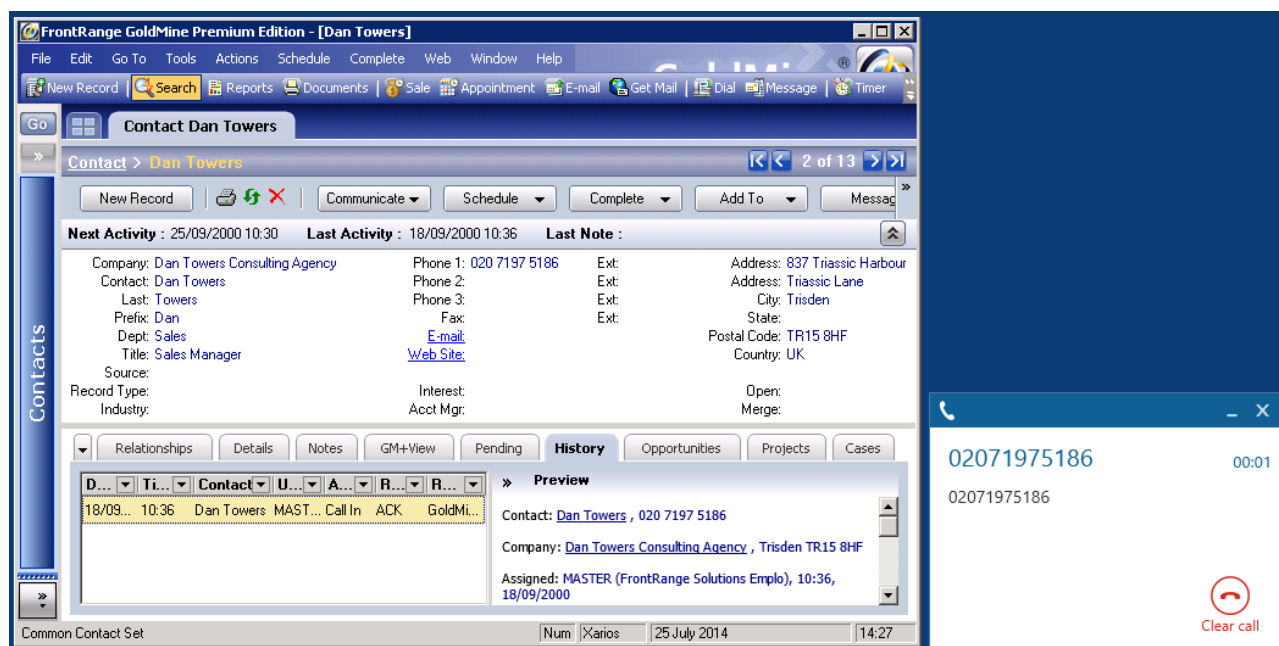 FrontRange GoldMine Premium Edition - [Dan Towers]
File Edit Go To Tools Actions Schedule Complete Web Window Help
New Record Search Reports Documents Sale Appointment E-mail Get Mail Dial Message Timer
Go Contact Dan Towers
» Contact > Dan Towers 2 of 13
New Record Communicate Schedule Complete Add To Messag »
Next Activity : 25/09/2000 10:30 Last Activity : 18/09/2000 10:36 Last Note :
Company: Dan Towers Consulting Agency Phone 1: 020 7197 5186 Ext: Address: 837 Triassic Harbour
Contact: Dan Towers Phone 2: Ext: Address: Triassic Lane
Last: Towers Phone 3: Ext: City: Trisden
Prefix: Dan Fax: Ext: State:
Dept: Sales E-mail: Postal Code: TR15 8HF
Title: Sales Manager Web Site: Country: UK
Source:
Record Type: Interest: Open:
Industry: Acct Mgr: Merge:
Contacts
Relationships Details Notes GM+View Pending History Opportunities Projects Cases
D... Ti... Contact U... A... R... R...
18/09... 10:36 Dan Towers MAST... Call In ACK GoldMi...
» Preview
Contact: Dan Towers , 020 7197 5186
Company: Dan Towers Consulting Agency , Trisden TR15 8HF
Assigned: MASTER (FrontRange Solutions Emplo), 10:36,
18/09/2000
»
Common Contact Set Num Xarios 25 July 2014 14:27
02071975186 00:01
02071975186
Clear call